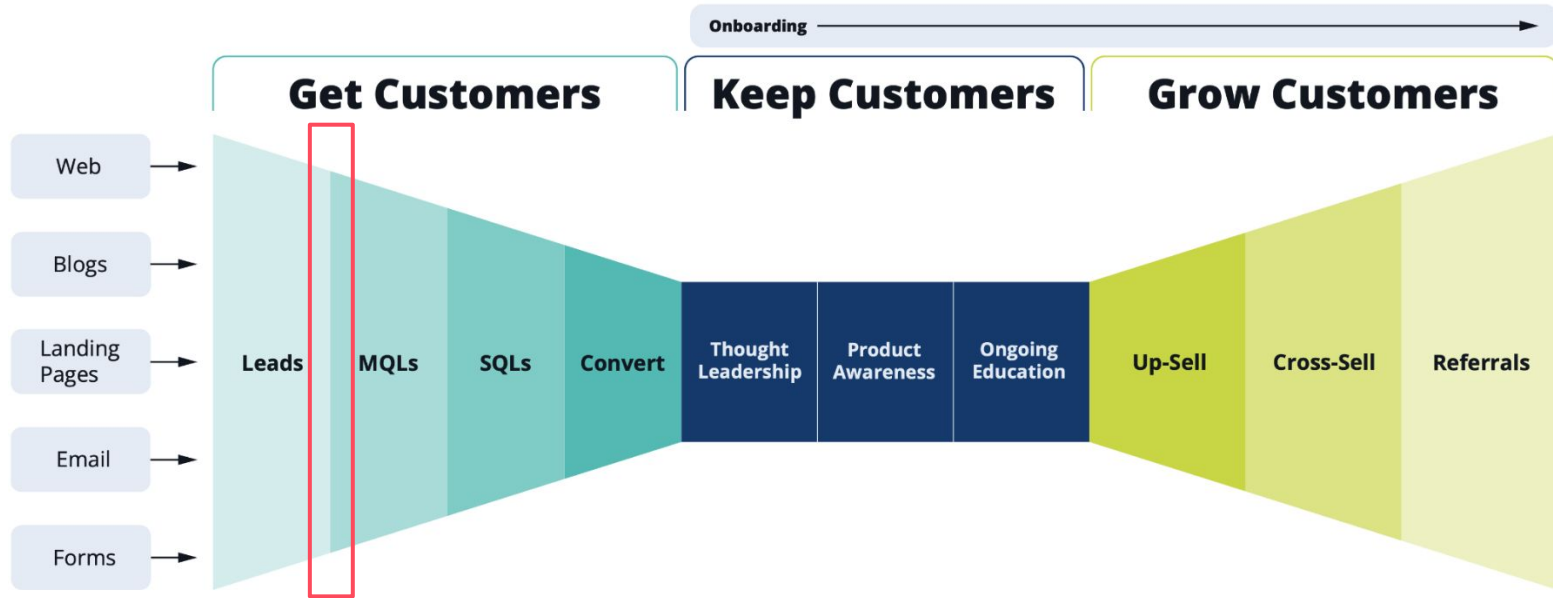 Onboarding
Get Customers
Keep Customers
Grow Customers
Web
Blogs
Landing
Pages
Email
Forms
Leads
MQLs
SQLs
Convert
Thought
Leadership
Product
Awareness
Ongoing
Education
Up-Sell
Cross-Sell
Referrals